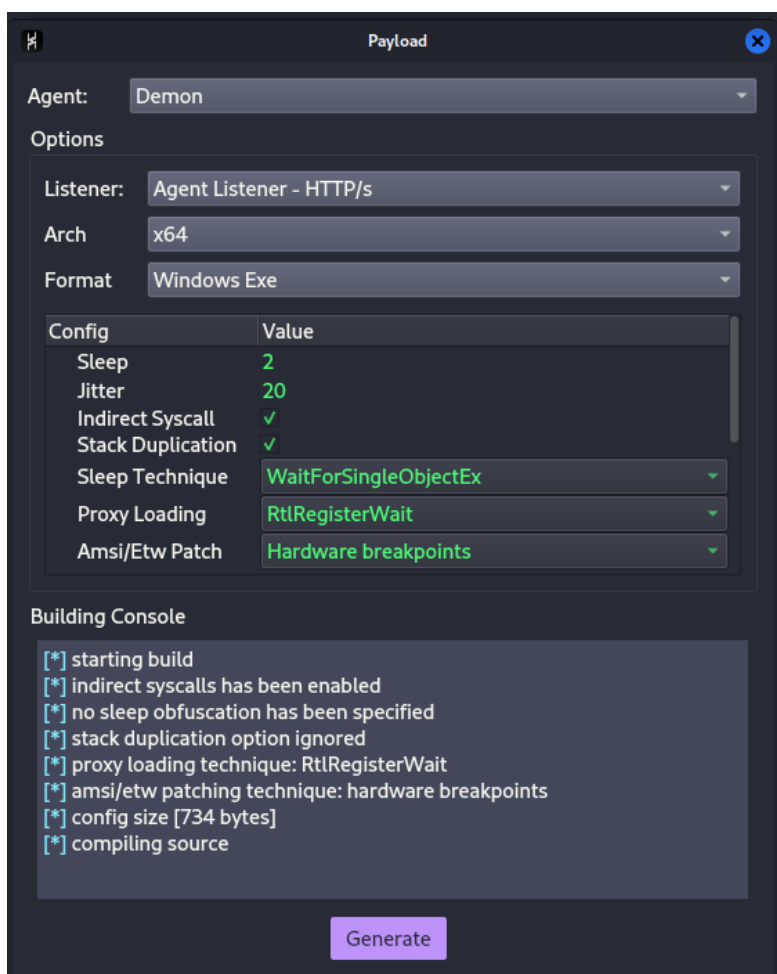 Payload
Agent: Demon
Options
Listener: Agent Listener - HTTP/s
Arch x64
Format Windows Exe
Config Value
Sleep 2
Jitter 20
Indirect Syscall ✓
Stack Duplication ✓
Sleep Technique WaitForSingleObjectEx
Proxy Loading RtlRegisterWait
Amsi/Etw Patch Hardware breakpoints
Building Console
[*] starting build
[*] indirect syscalls has been enabled
[*] no sleep obfuscation has been specified
[*] stack duplication option ignored
[*] proxy loading technique: RtlRegisterWait
[*] amsi/etw patching technique: hardware breakpoints
[*] config size [734 bytes]
[*] compiling source
Generate